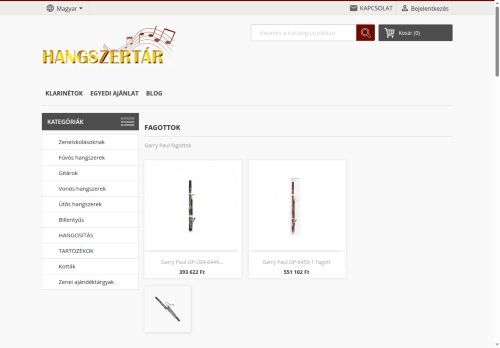 Magyar
KAPCSOLAT
Bejelentkezés
HANGSZERTÁR
Keresés a katalógusunkban
Kosár (0)
KLARINÉTOK
EGYEDI AJÁNLAT
BLOG
KATEGÓRIÁK
Zeneiskolásoknak
Fúvós hangszerek
Gitárok
Vonós hangszerek
Ütős hangszerek
Billentyűs
HANGOSÍTÁS
TARTOZÉKOK
Kották
Zenei ajándéktárgyak
FAGOTTOK
Garry Paul fagottok
Garry Paul GP-LBA-6449...
393 622 Ft
Garry Paul GP-6450-1 Fagott
551 102 Ft